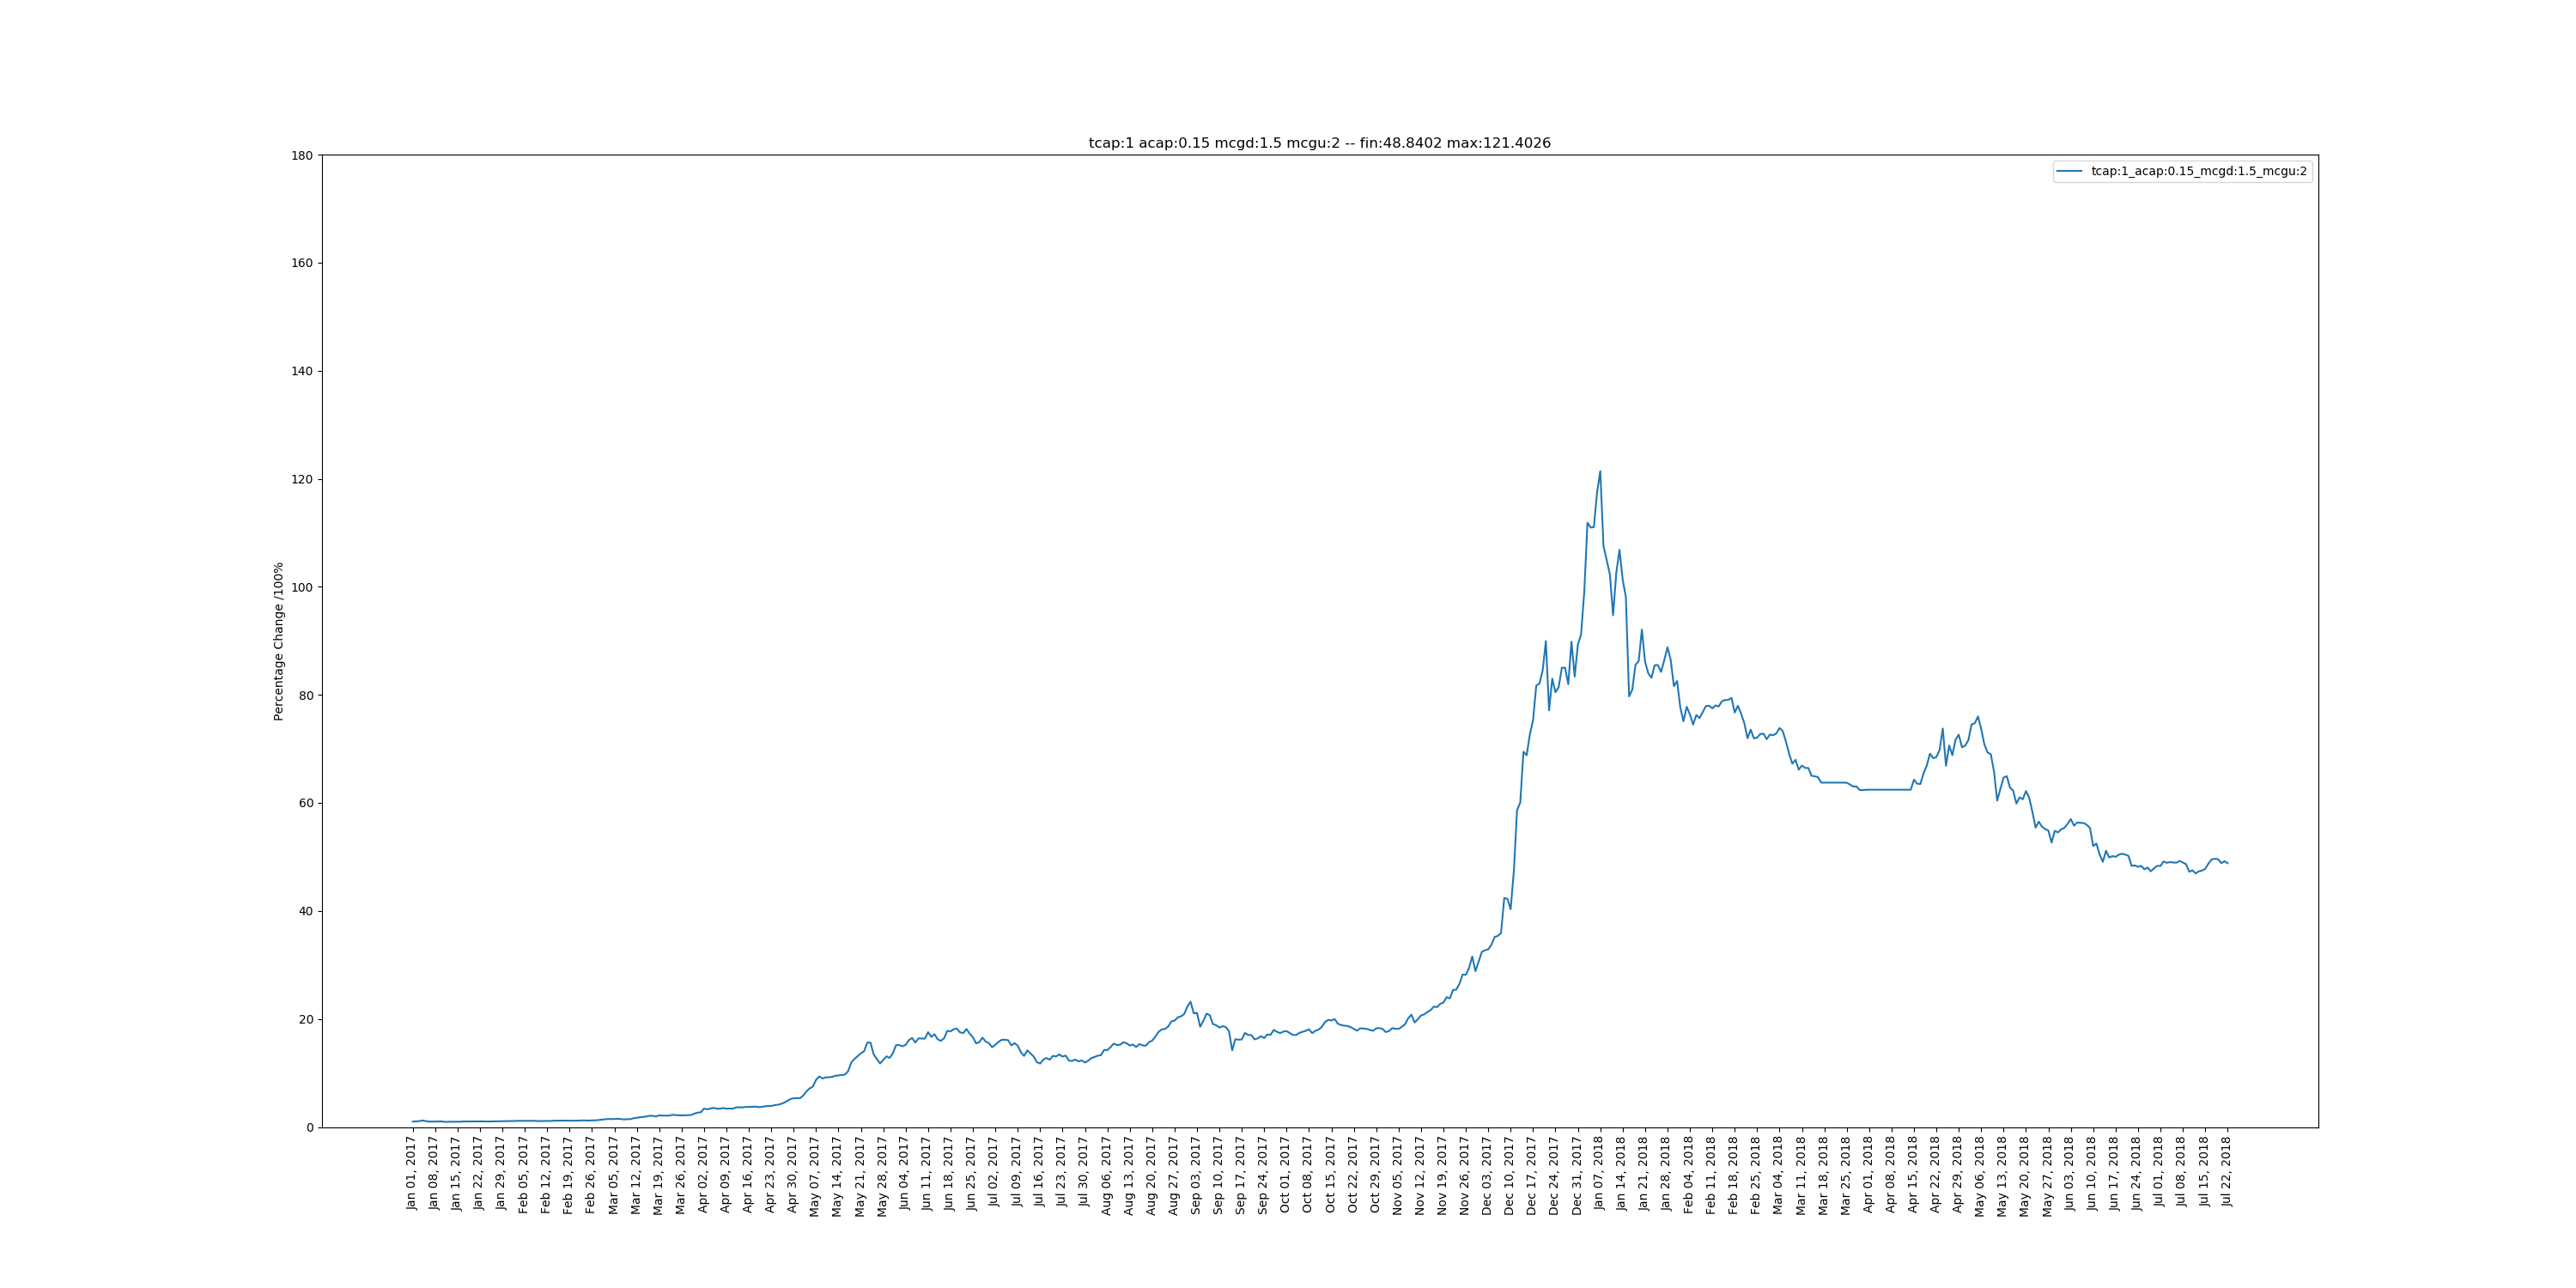 tcap:1 acap:0.15 mcgd:1.5 mcgu:2 -- fin:48.8402 max:121.4026
tcap:1_acap:0.15_mcgd:1.5_mcgu:2
Percentage Change /100%
180
160
140
120
100
80
60
40
20
0
Jan 01, 2017
Jan 08, 2017
Jan 15, 2017
Jan 22, 2017
Jan 29, 2017
Feb 05, 2017
Feb 12, 2017
Feb 19, 2017
Feb 26, 2017
Mar 05, 2017
Mar 12, 2017
Mar 19, 2017
Mar 26, 2017
Apr 02, 2017
Apr 09, 2017
Apr 16, 2017
Apr 23, 2017
Apr 30, 2017
May 07, 2017
May 14, 2017
May 21, 2017
May 28, 2017
Jun 04, 2017
Jun 11, 2017
Jun 18, 2017
Jun 25, 2017
Jul 02, 2017
Jul 09, 2017
Jul 16, 2017
Jul 23, 2017
Jul 30, 2017
Aug 06, 2017
Aug 13, 2017
Aug 20, 2017
Aug 27, 2017
Sep 03, 2017
Sep 10, 2017
Sep 17, 2017
Sep 24, 2017
Oct 01, 2017
Oct 08, 2017
Oct 15, 2017
Oct 22, 2017
Oct 29, 2017
Nov 05, 2017
Nov 12, 2017
Nov 19, 2017
Nov 26, 2017
Dec 03, 2017
Dec 10, 2017
Dec 17, 2017
Dec 24, 2017
Dec 31, 2017
Jan 07, 2018
Jan 14, 2018
Jan 21, 2018
Jan 28, 2018
Feb 04, 2018
Feb 11, 2018
Feb 18, 2018
Feb 25, 2018
Mar 04, 2018
Mar 11, 2018
Mar 18, 2018
Mar 25, 2018
Apr 01, 2018
Apr 08, 2018
Apr 15, 2018
Apr 22, 2018
Apr 29, 2018
May 06, 2018
May 13, 2018
May 20, 2018
May 27, 2018
Jun 03, 2018
Jun 10, 2018
Jun 17, 2018
Jun 24, 2018
Jul 01, 2018
Jul 08, 2018
Jul 15, 2018
Jul 22, 2018